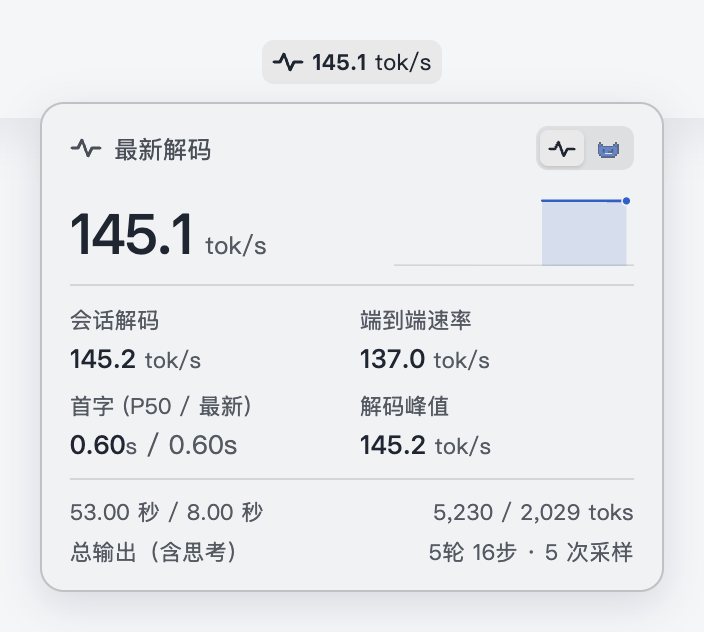 145.1 tok/s
最新解码
145.1 tok/s
会话解码 端到端速率
145.2 tok/s 137.0 tok/s
首字 (P50 / 最新) 解码峰值
0.60s / 0.60s 145.2 tok/s
53.00 秒 / 8.00 秒 5,230 / 2,029 toks
总输出（含思考） 5轮 16步 · 5 次采样